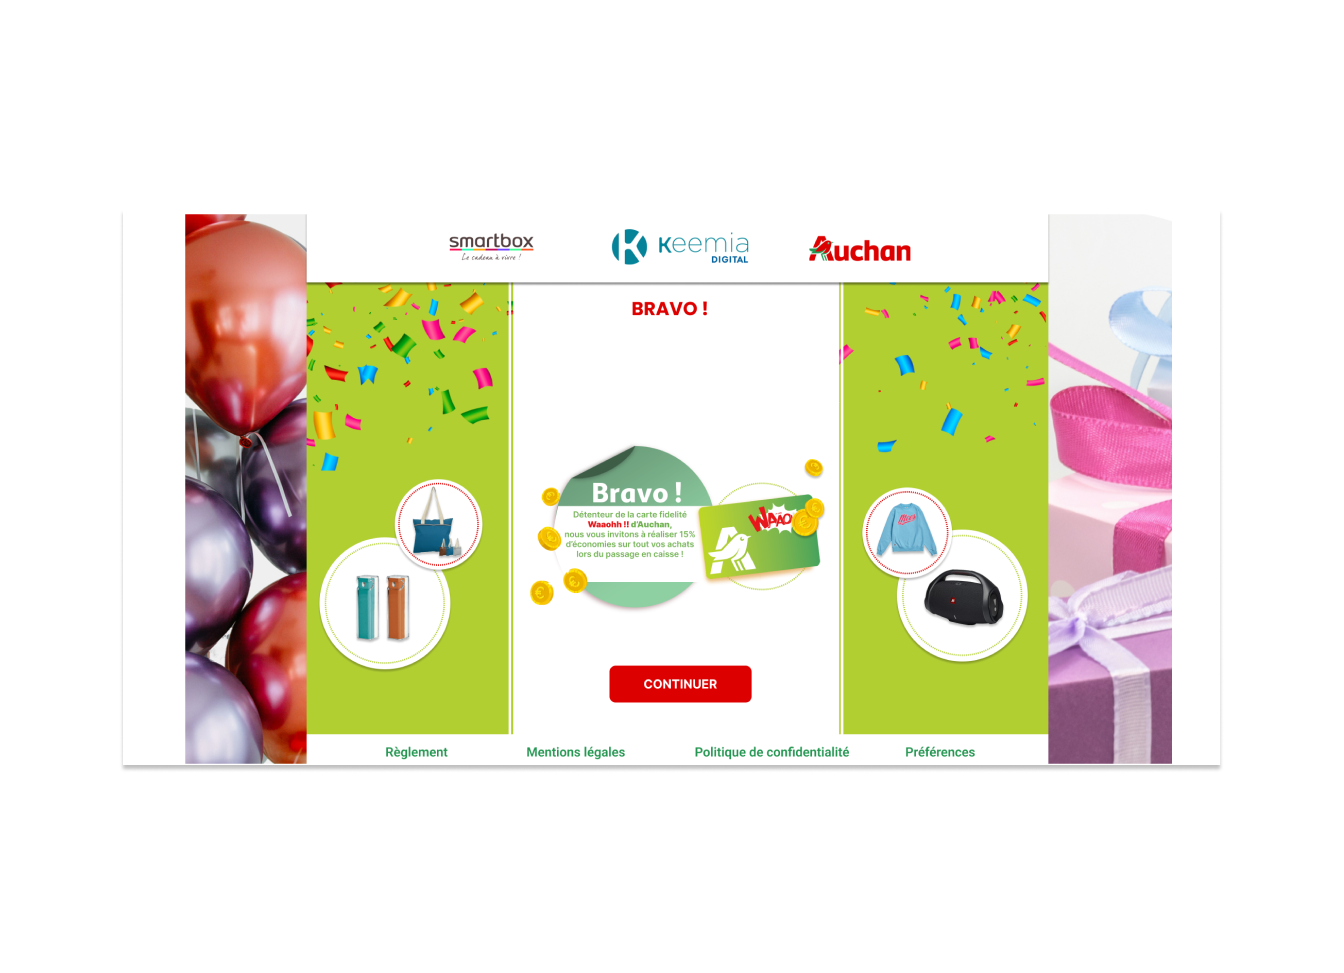 smartbox
Le cadeau à vivre !
Keemia
DIGITAL
Auchan
BRAVO !
Bravo !
Détenteur de la carte fidelité
Waaohh !! d'Auchan,
nous vous invitons à réaliser 15%
d'économies sur tout vos achats
lors du passage en caisse !
WAAO
CONTINUER
Règlement
Mentions légales
Politique de confidentialité
Préférences